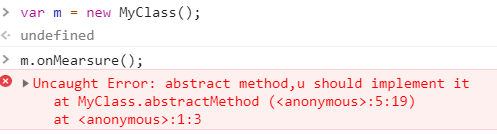 > var m = new MyClass();
undefined
> m.onMearsure();
Uncaught Error: abstract method,u should implement it
at MyClass.abstractMethod (<anonymous>:5:19)
at <anonymous>:1:3